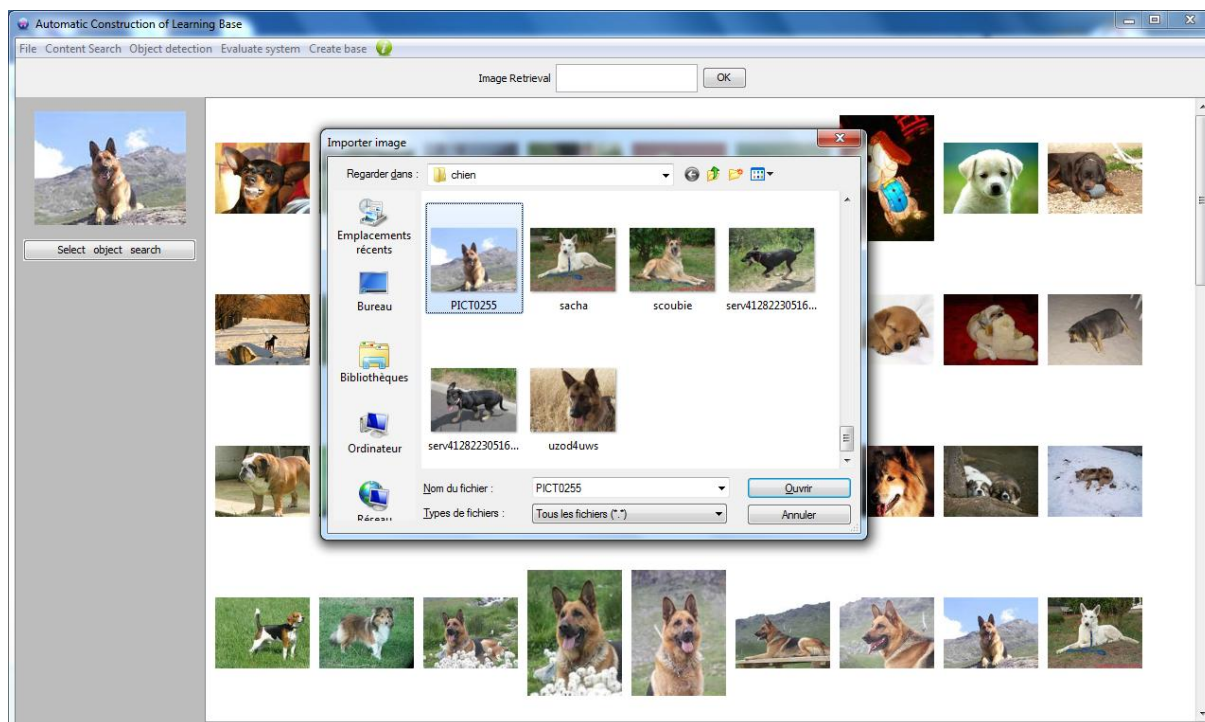 Automatic Construction of Learning Base
File Content Search Object detection Evaluate system Create base
Image Retrieval OK
Importer image
Regarder dans : chien
Select object search
Emplacements récents
PICT0255 sacha scoubie serv41282230516...
Bureau
Bibliothèques
serv41282230516... uzod4uws
Ordinateur
Nom du fichier : PICT0255 Ouvrir
Réseau
Types de fichiers : Tous les fichiers (*.*) Annuler